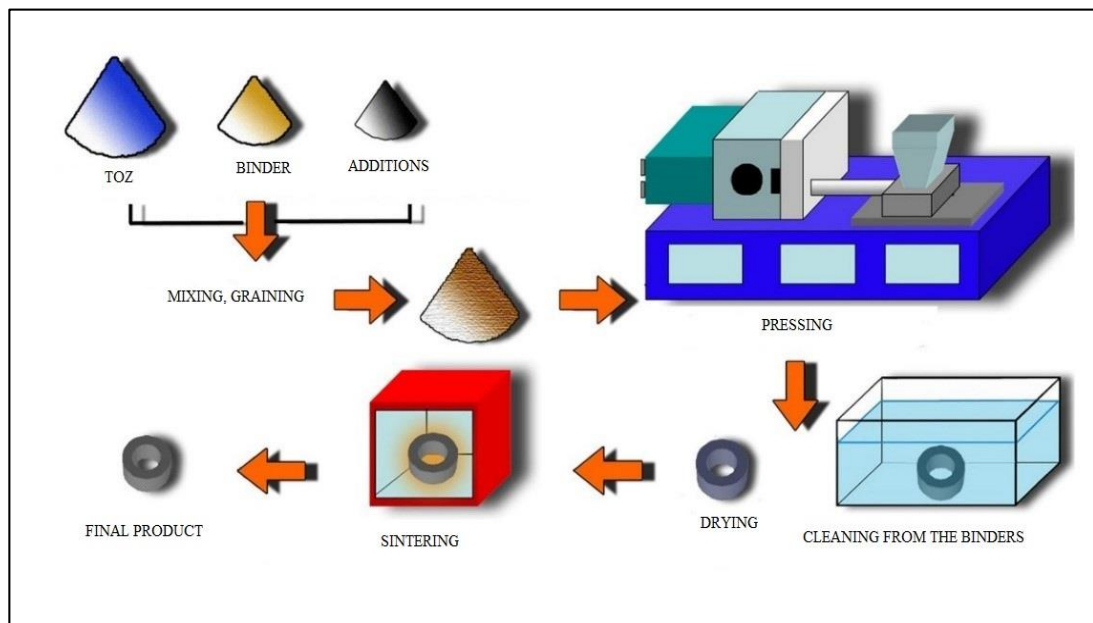 TOZ
BINDER
ADDITIONS
MIXING, GRAINING
PRESSING
FINAL PRODUCT
SINTERING
DRYING
CLEANING FROM THE BINDERS